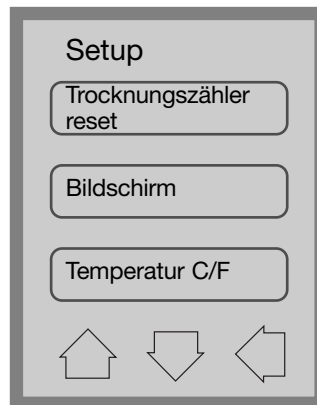 Setup
Trocknungszähler
reset
Bildschirm
Temperatur C/F